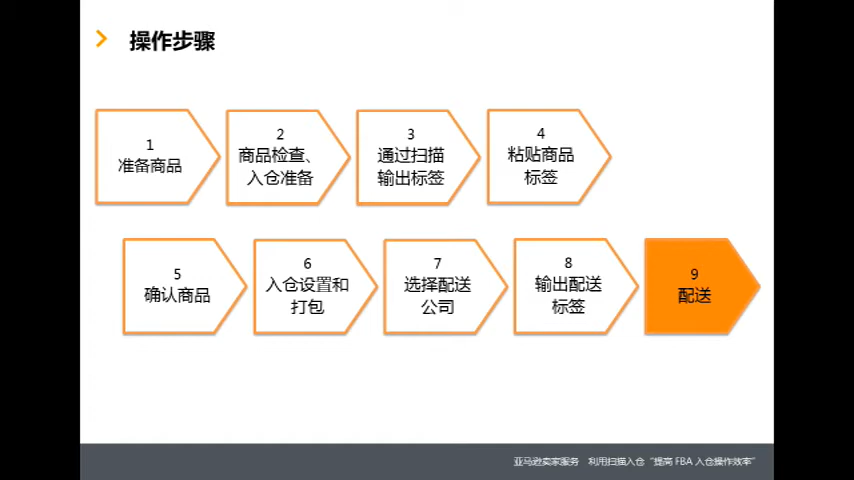 操作步骤
1
准备商品
2
商品检查、
入仓准备
3
通过扫描
输出标签
4
粘贴商品
标签
5
确认商品
6
入仓设置和
打包
7
选择配送
公司
8
输出配送
标签
9
配送
亚马逊卖家服务 利用扫描入仓“提高 FBA 入仓操作效率”